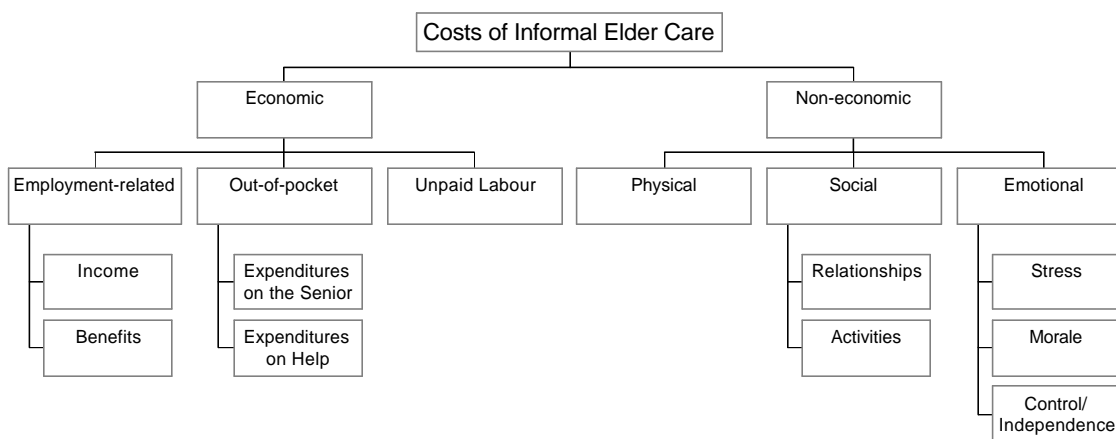 Costs of Informal Elder Care
Economic
Non-economic
Employment-related
Out-of-pocket
Unpaid Labour
Physical
Social
Emotional
Income
Expenditures
on the Senior
Relationships
Stress
Benefits
Expenditures
on Help
Activities
Morale
Control/
Independence